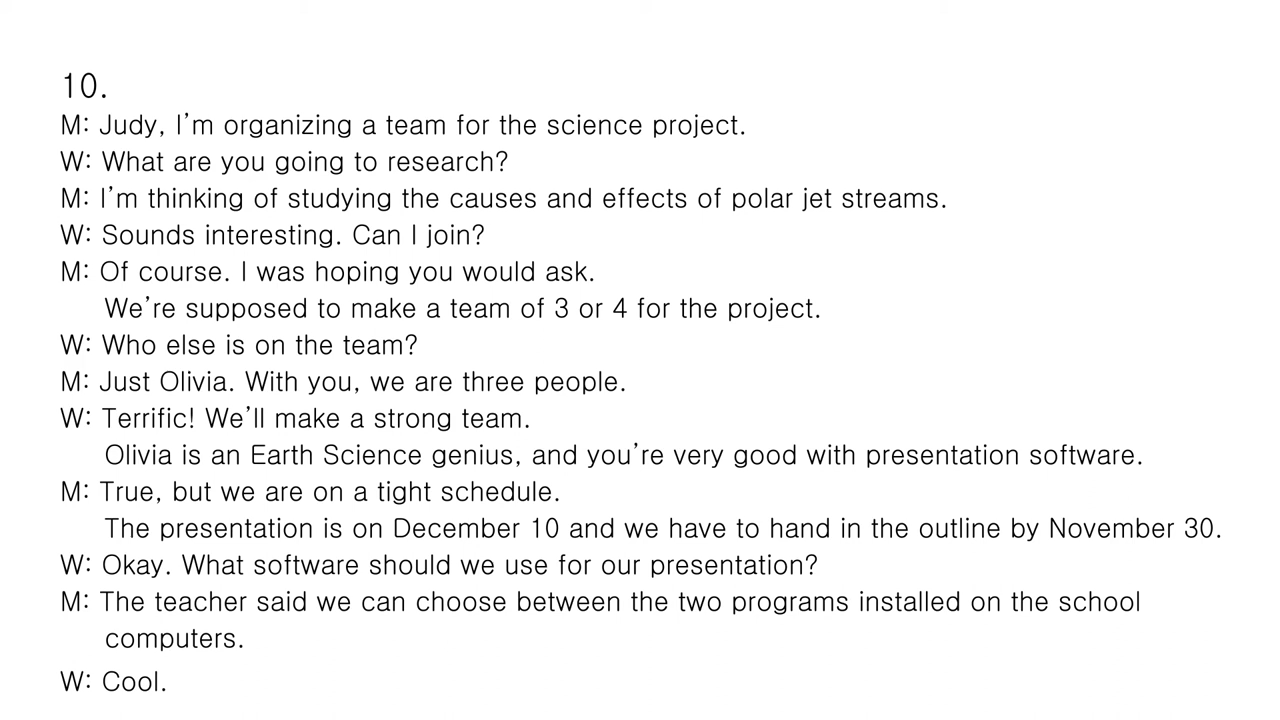 10.
M: Judy, I’m organizing a team for the science project.
W: What are you going to research?
M: I’m thinking of studying the causes and effects of polar jet streams.
W: Sounds interesting. Can I join?
M: Of course. I was hoping you would ask.
We’re supposed to make a team of 3 or 4 for the project.
W: Who else is on the team?
M: Just Olivia. With you, we are three people.
W: Terrific! We’ll make a strong team.
Olivia is an Earth Science genius, and you’re very good with presentation software.
M: True, but we are on a tight schedule.
The presentation is on December 10 and we have to hand in the outline by November 30.
W: Okay. What software should we use for our presentation?
M: The teacher said we can choose between the two programs installed on the school
computers.
W: Cool.